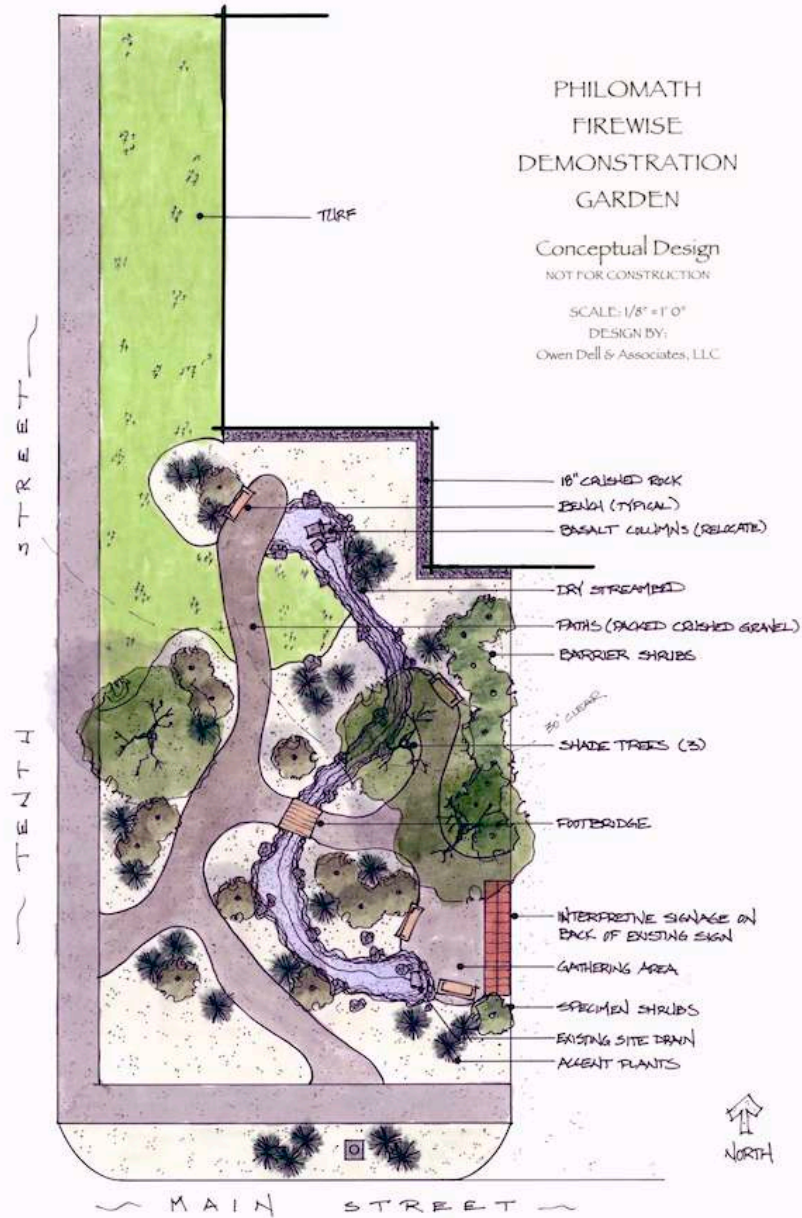 PHILOMATH
FIREWISE
DEMONSTRATION
GARDEN
Conceptual Design
NOT FOR CONSTRUCTION
SCALE: 1/8" = 1' 0"
DESIGN BY:
Owen Dell & Associates, LLC
TURF
18" CRUSHED ROCK
BENCH (TYPICAL)
BASALT COLUMNS (RELOCATE)
DRY STREAMBED
PATHS (PACKED CRUSHED GRAVEL)
BARRIER SHRUBS
30' CLEAR
SHADE TREES (3)
FOOTBRIDGE
INTERPRETIVE SIGNAGE ON
BACK OF EXISTING SIGN
GATHERING AREA
SPECIMEN SHRUBS
EXISTING SITE DRAIN
ACCENT PLANTS
NORTH
TENTH STREET
MAIN STREET